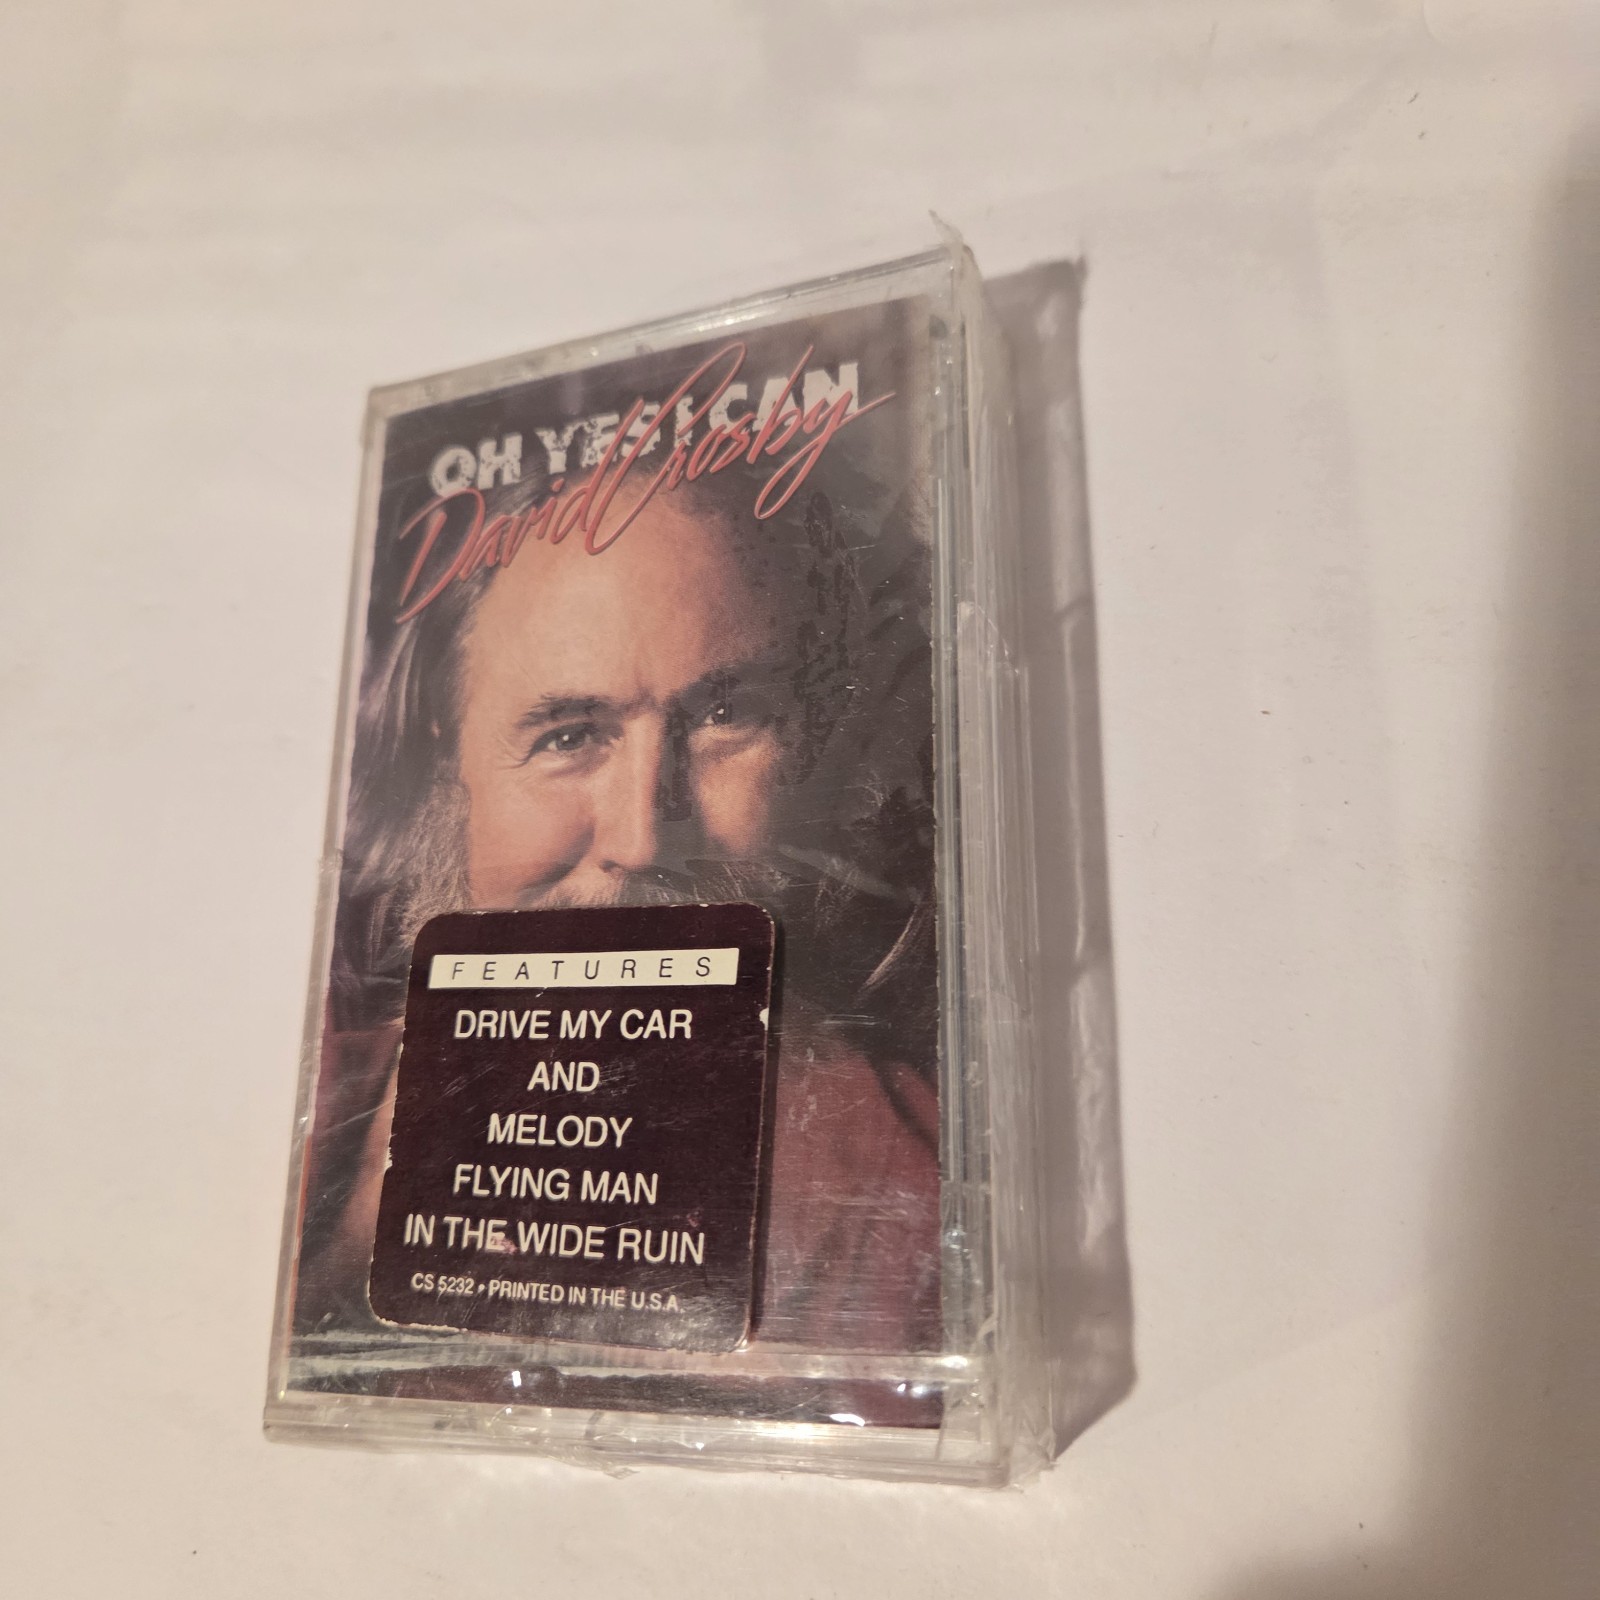 OH YES I CAN
David Crosby
FEATURES
DRIVE MY CAR
AND
MELODY
FLYING MAN
IN THE WIDE RUIN
CS 5232 • PRINTED IN THE U.S.A.